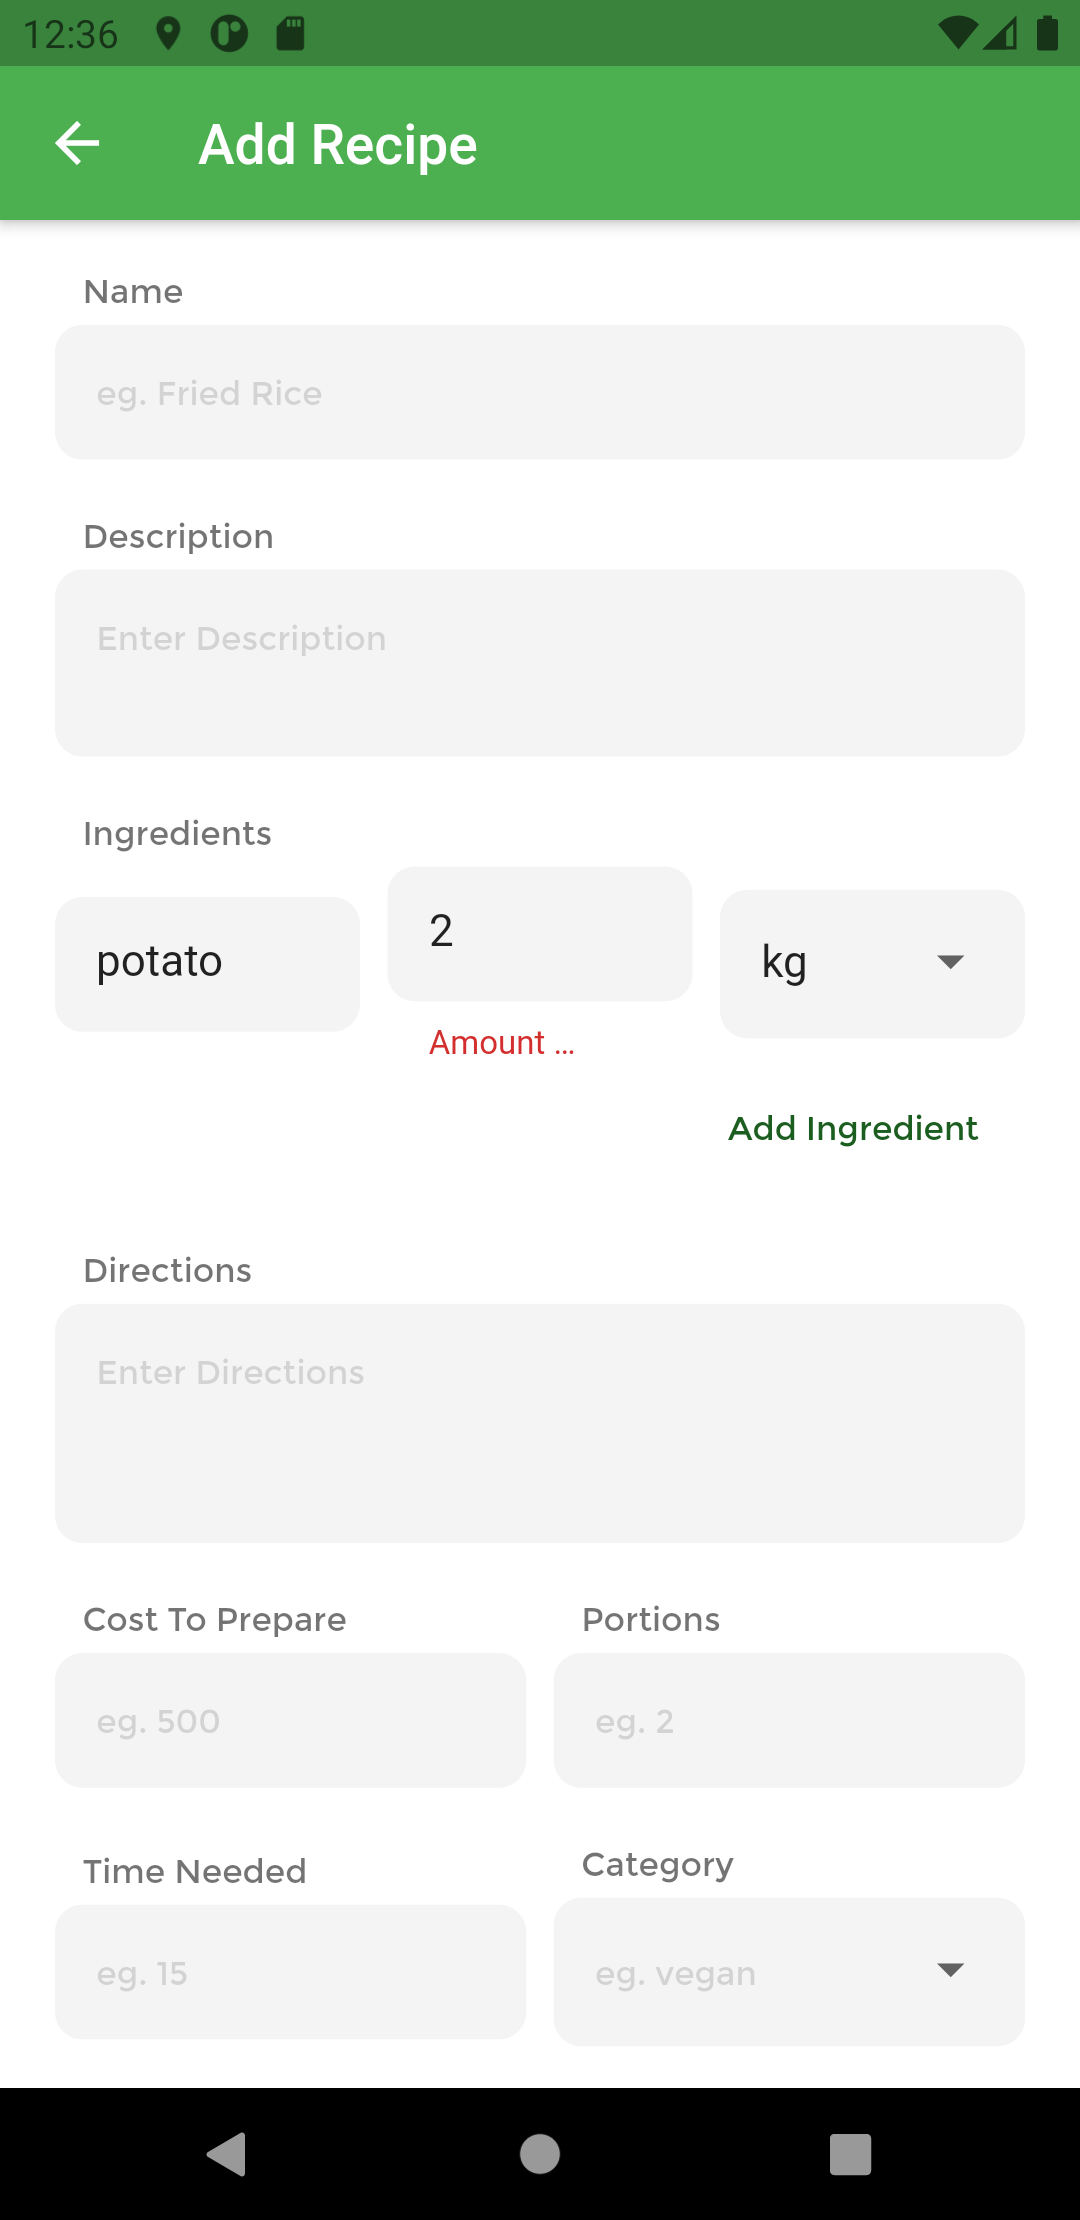 12:36
Add Recipe
Name
eg. Fried Rice
Description
Enter Description
Ingredients
potato
2
kg
Amount ...
Add Ingredient
Directions
Enter Directions
Cost To Prepare
Portions
eg. 500
eg. 2
Time Needed
Category
eg. 15
eg. vegan